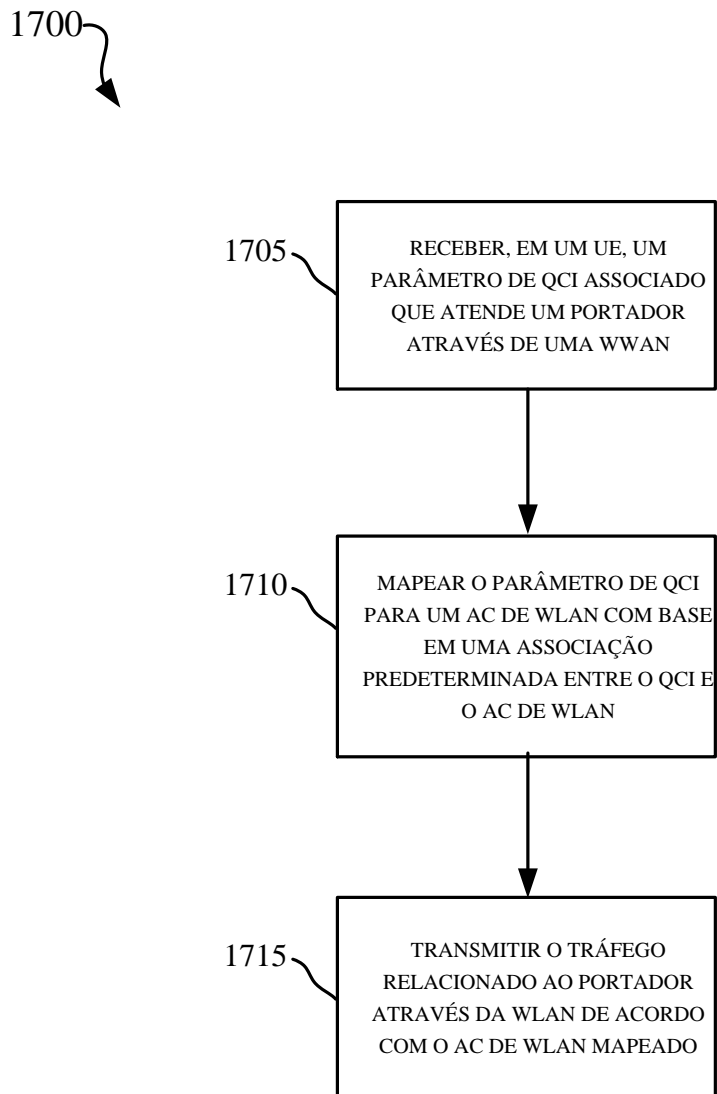 1700
1705
RECEBER, EM UM UE, UM
PARÂMETRO DE QCI ASSOCIADO
QUE ATENDE UM PORTADOR
ATRAVÉS DE UMA WWAN
1710
MAPEAR O PARÂMETRO DE QCI
PARA UM AC DE WLAN COM BASE
EM UMA ASSOCIAÇÃO
PREDETERMINADA ENTRE O QCI E
O AC DE WLAN
1715
TRANSMITIR O TRÁFEGO
RELACIONADO AO PORTADOR
ATRAVÉS DA WLAN DE ACORDO
COM O AC DE WLAN MAPEADO